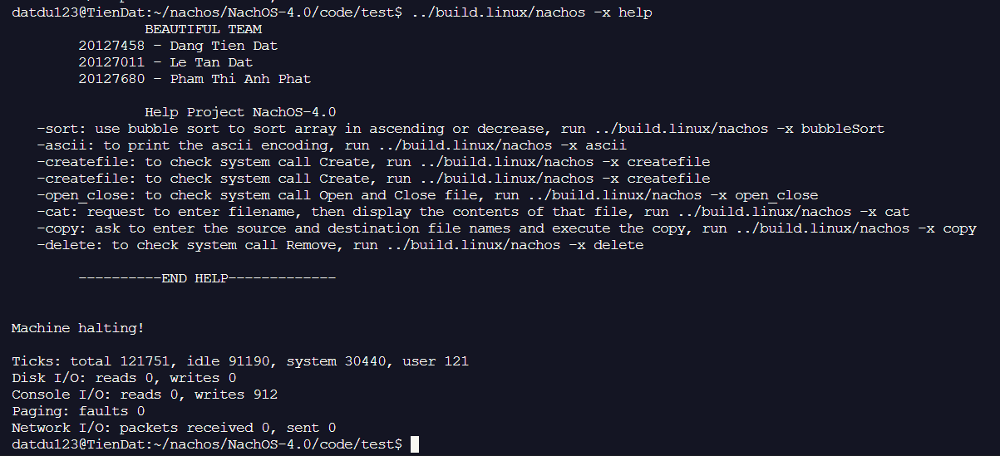 datdu123@TienDat:~/nachos/NachOS-4.0/code/test$ ../build.linux/nachos -x help
BEAUTIFUL TEAM
20127458 - Dang Tien Dat
20127011 - Le Tan Dat
20127680 - Pham Thi Anh Phat
Help Project NachOS-4.0
-sort: use bubble sort to sort array in ascending or decrease, run ../build.linux/nachos -x bubbleSort
-ascii: to print the ascii encoding, run ../build.linux/nachos -x ascii
-createfile: to check system call Create, run ../build.linux/nachos -x createfile
-createfile: to check system call Create, run ../build.linux/nachos -x createfile
-open_close: to check system call Open and Close file, run ../build.linux/nachos -x open_close
-cat: request to enter filename, then display the contents of that file, run ../build.linux/nachos -x cat
-copy: ask to enter the source and destination file names and execute the copy, run ../build.linux/nachos -x copy
-delete: to check system call Remove, run ../build.linux/nachos -x delete
----------END HELP-------------
Machine halting!
Ticks: total 121751, idle 91190, system 30440, user 121
Disk I/O: reads 0, writes 0
Console I/O: reads 0, writes 912
Paging: faults 0
Network I/O: packets received 0, sent 0
datdu123@TienDat:~/nachos/NachOS-4.0/code/test$